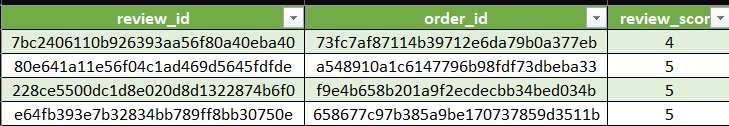 review_id order_id review_scor
7bc2406110b926393aa56f80a40eba40 73fc7af87114b39712e6da79b0a377eb 4
80e641a11e56f04c1ad469d5645fdfde a548910a1c6147796b98fdf73dbeba33 5
228ce5500dc1d8e020d8d1322874b6f0 f9e4b658b201a9f2ecdecbb34bed034b 5
e64fb393e7b32834bb789ff8bb30750e 658677c97b385a9be170737859d3511b 5